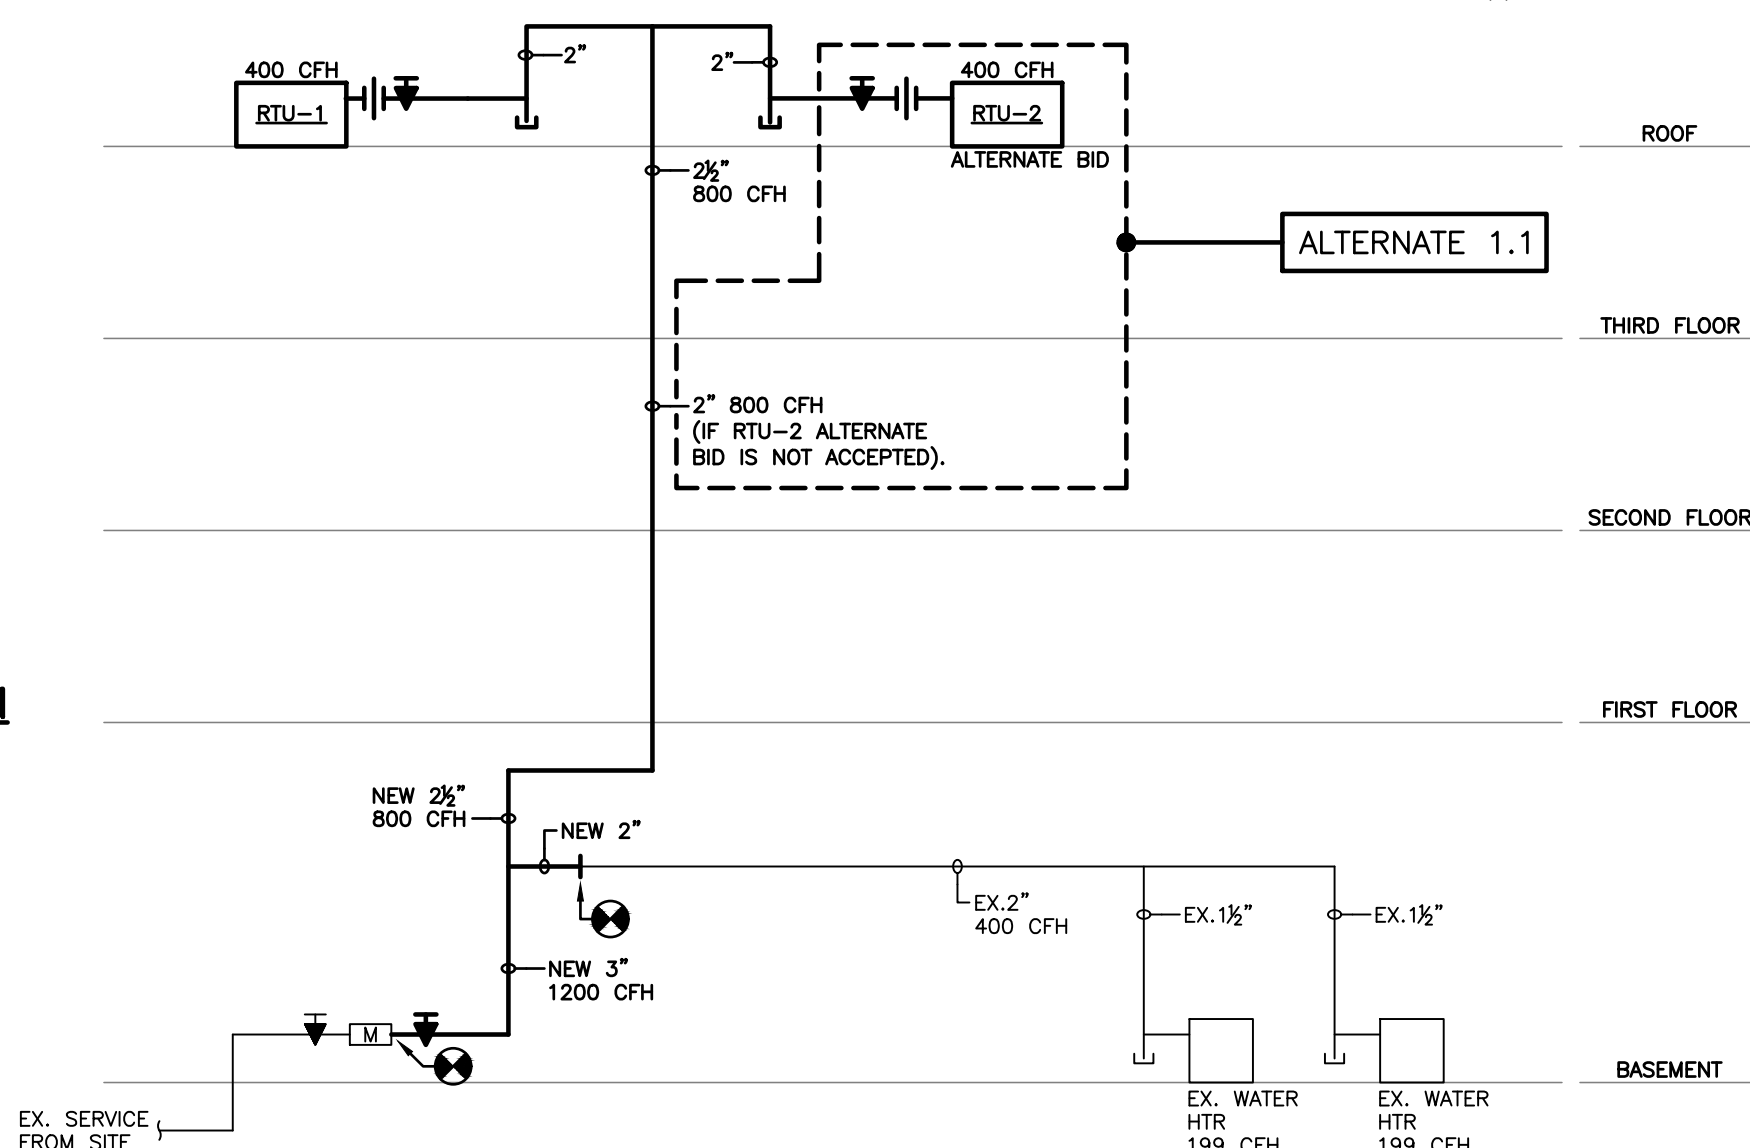 400 CFH
RTU-1
2"
2"
400 CFH
RTU-2
ALTERNATE BID
ROOF
2½"
800 CFH
ALTERNATE 1.1
THIRD FLOOR
2" 800 CFH
(IF RTU-2 ALTERNATE
BID IS NOT ACCEPTED).
SECOND FLOOR
FIRST FLOOR
NEW 2½"
800 CFH
NEW 2"
EX.2"
400 CFH
EX.1½"
EX.1½"
NEW 3"
1200 CFH
M
BASEMENT
EX. SERVICE
FROM SITE
EX. WATER
HTR
199 CFH
EX. WATER
HTR
199 CFH